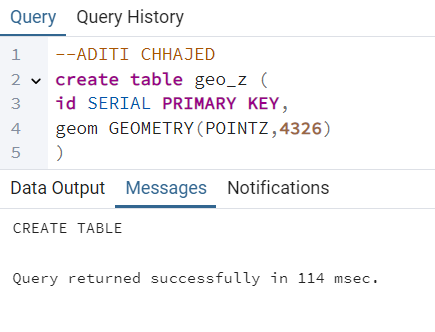 Query Query History
1 --ADITI CHHAJED
2 create table geo_z (
3 id SERIAL PRIMARY KEY,
4 geom GEOMETRY(POINTZ,4326)
5 )
Data Output Messages Notifications
CREATE TABLE
Query returned successfully in 114 msec.